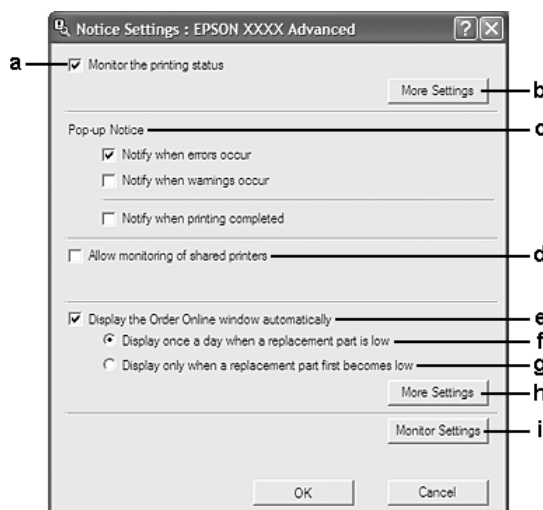 Notice Settings : EPSON XXXX Advanced
a
Monitor the printing status
More Settings
b
Pop-up Notice
c
Notify when errors occur
Notify when warnings occur
Notify when printing completed
Allow monitoring of shared printers
d
Display the Order Online window automatically
e
Display once a day when a replacement part is low
f
Display only when a replacement part first becomes low
g
More Settings
h
Monitor Settings
i
OK
Cancel